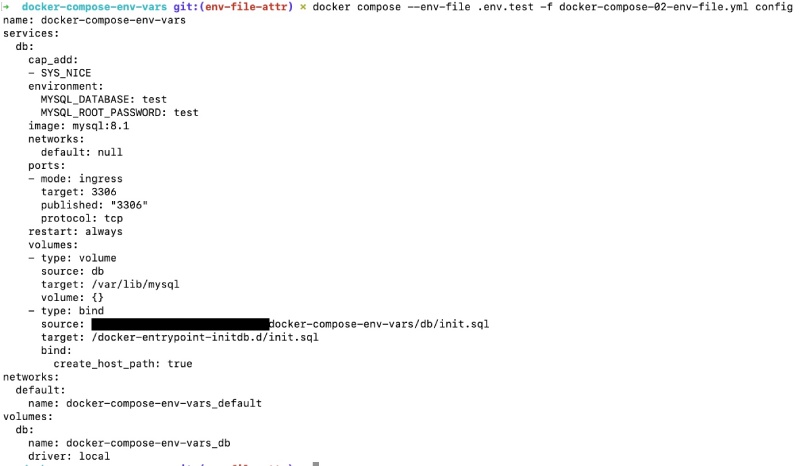 → docker-compose-env-vars git:(env-file-attr) × docker compose --env-file .env.test -f docker-compose-02-env-file.yml config
name: docker-compose-env-vars
services:
  db:
    cap_add:
    - SYS_NICE
    environment:
      MYSQL_DATABASE: test
      MYSQL_ROOT_PASSWORD: test
    image: mysql:8.1
    networks:
      default: null
    ports:
    - mode: ingress
      target: 3306
      published: "3306"
      protocol: tcp
    restart: always
    volumes:
    - type: volume
      source: db
      target: /var/lib/mysql
      volume: {}
    - type: bind
      source: docker-compose-env-vars/db/init.sql
      target: /docker-entrypoint-initdb.d/init.sql
      bind:
        create_host_path: true
networks:
  default:
    name: docker-compose-env-vars_default
volumes:
  db:
    name: docker-compose-env-vars_db
    driver: local